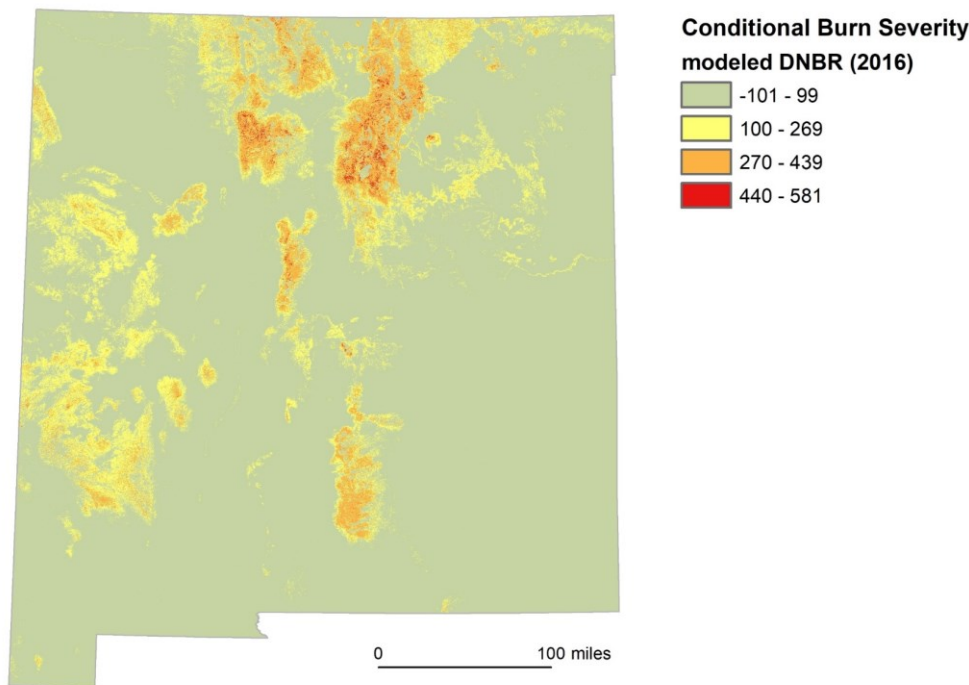 Conditional Burn Severity
modeled DNBR (2016)
-101 - 99
100 - 269
270 - 439
440 - 581
0 100 miles